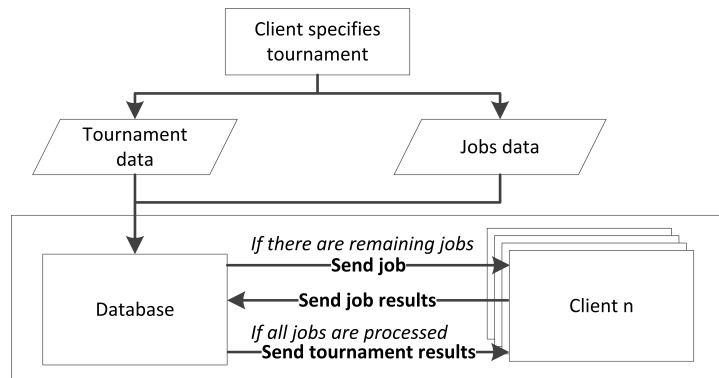 Client specifies
tournament
Tournament
data
Jobs data
If there are remaining jobs
Send job
Database
Send job results
Client n
If all jobs are processed
Send tournament results